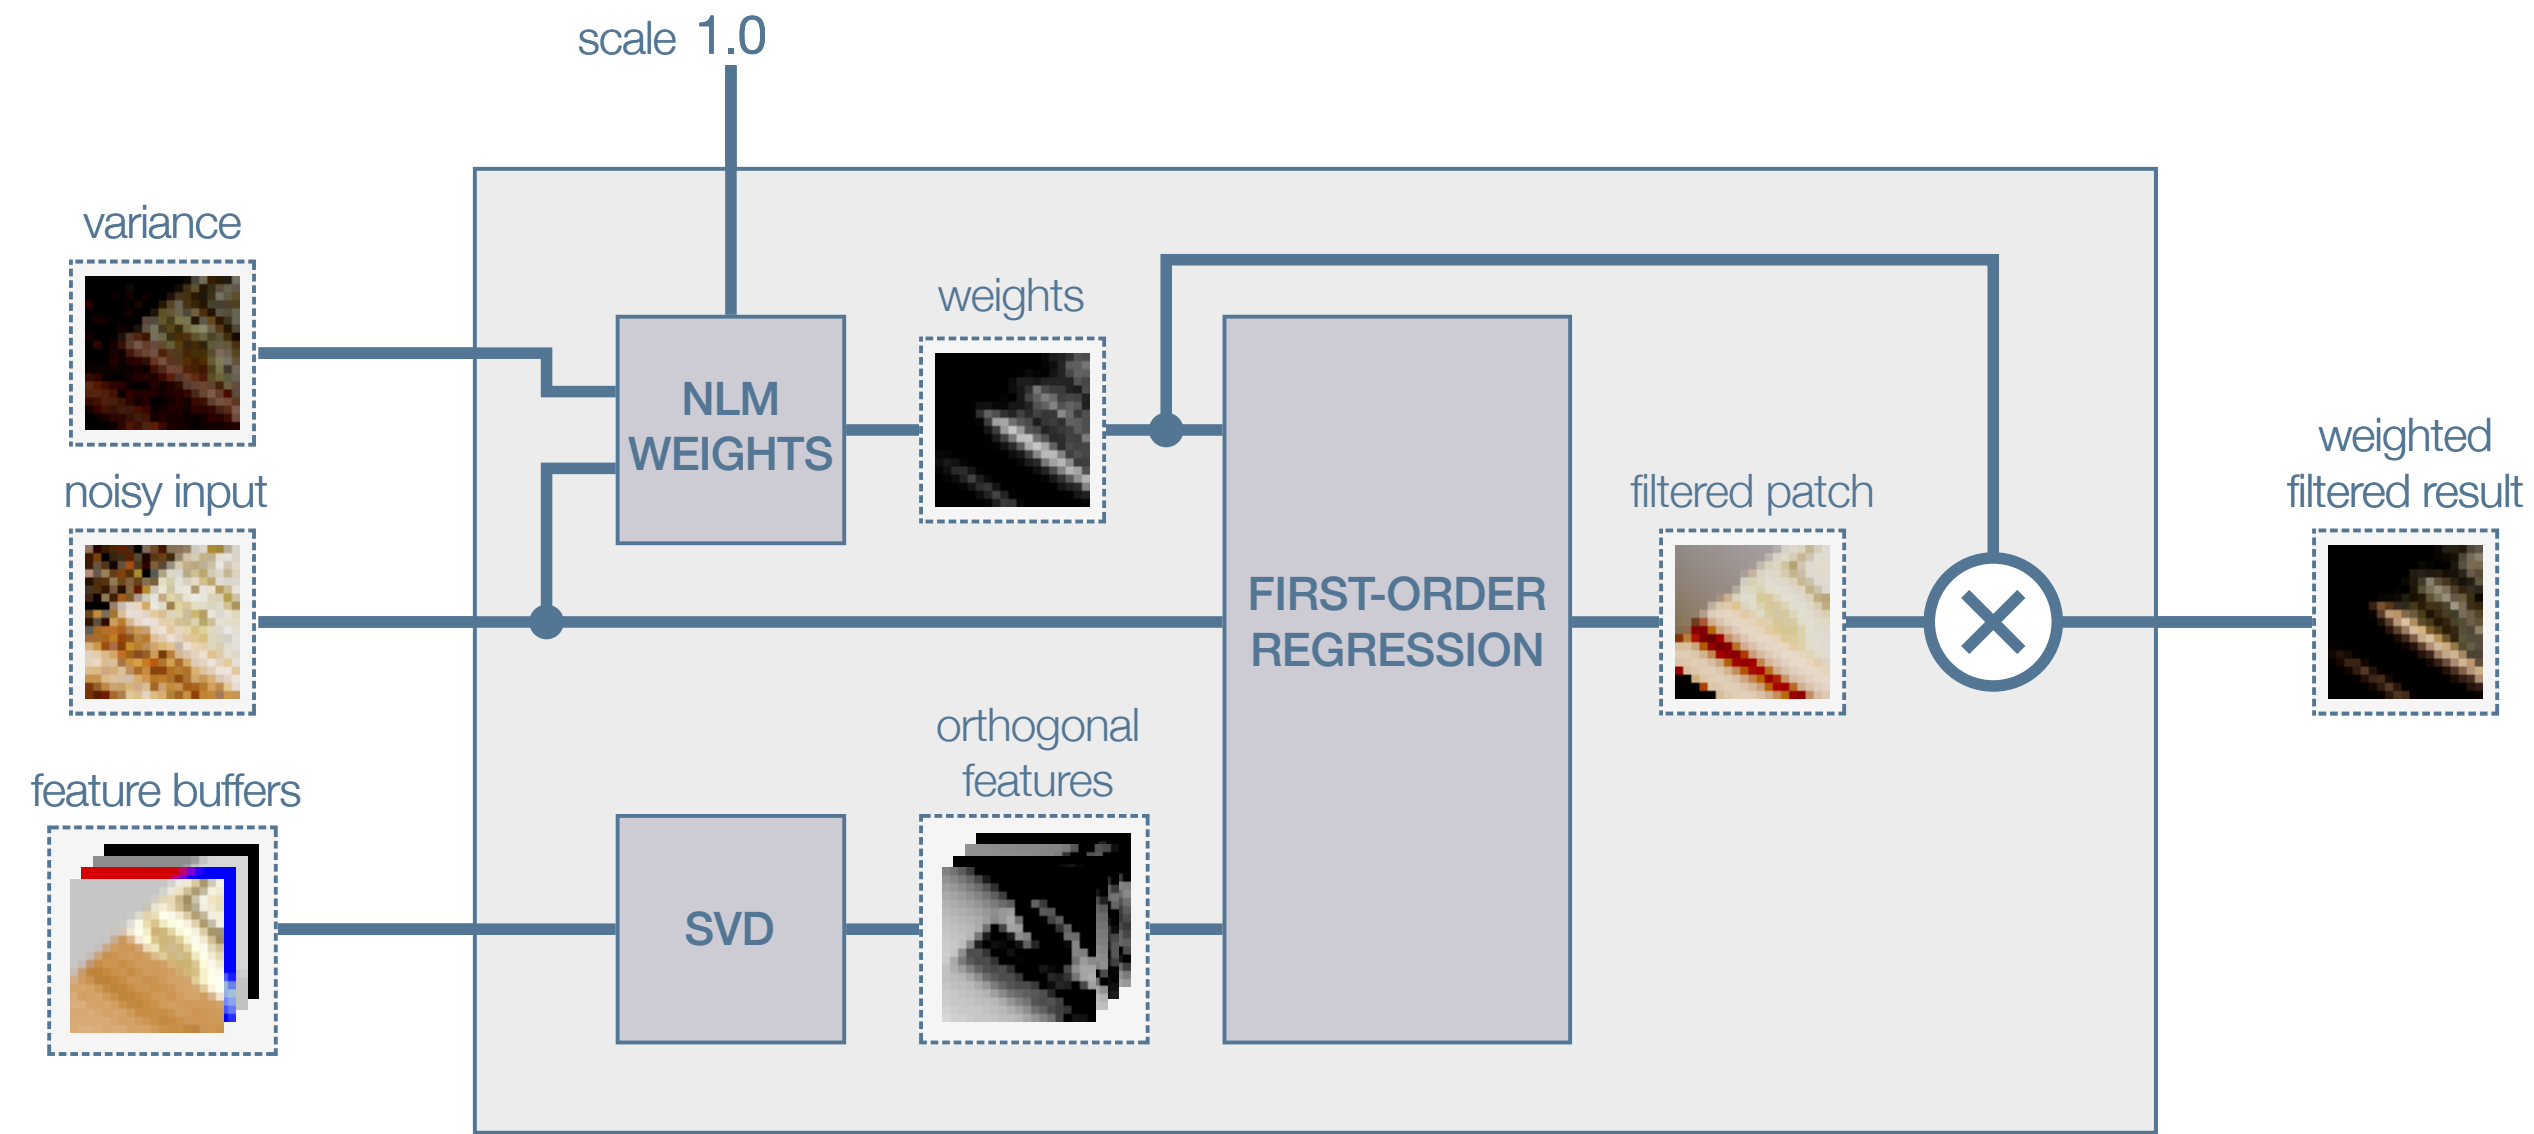 scale 1.0
variance
noisy input
feature buffers
NLM
WEIGHTS
weights
SVD
orthogonal
features
FIRST-ORDER
REGRESSION
filtered patch
weighted
filtered result